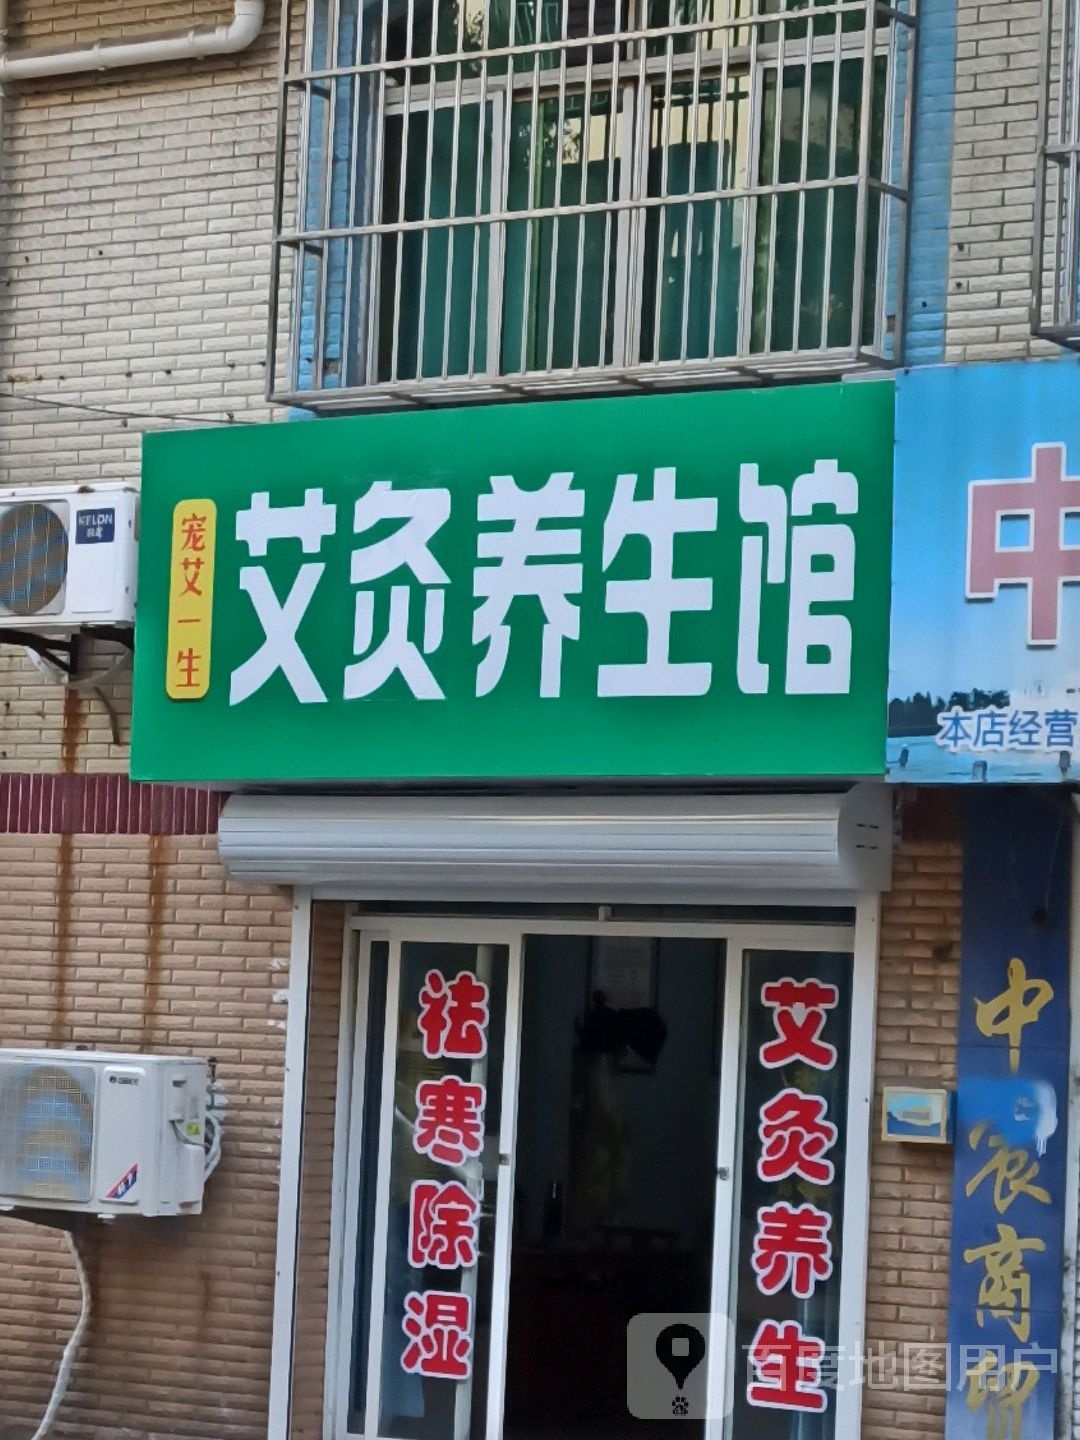 宠艾一生
艾灸养生馆
中
本店经营
KELON
祛寒除湿
艾灸养生
百度地图用户